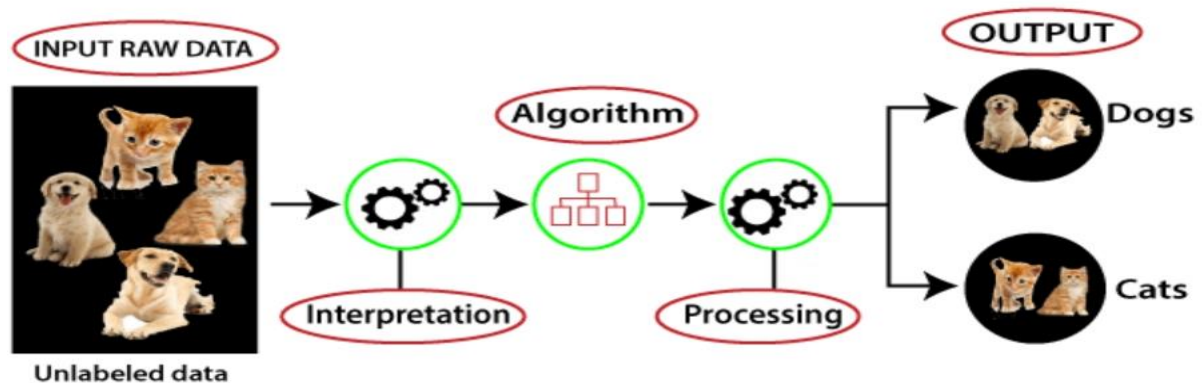 INPUT RAW DATA
OUTPUT
Algorithm
Dogs
Interpretation
Processing
Cats
Unlabeled data